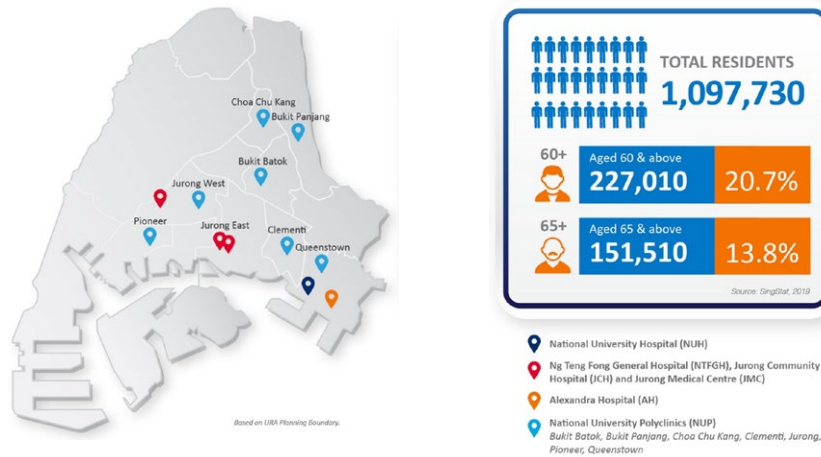 Choa Chu Kang
Bukit Panjang
Bukit Batok
Jurong West
Pioneer
Jurong East
Clementi
Queenstown
Based on URA Planning Boundary.
TOTAL RESIDENTS
1,097,730
60+
Aged 60 & above
227,010
20.7%
65+
Aged 65 & above
151,510
13.8%
Source: SingStat, 2019
National University Hospital (NUH)
Ng Teng Fong General Hospital (NTFGH), Jurong Community
Hospital (JCH) and Jurong Medical Centre (JMC)
Alexandra Hospital (AH)
National University Polyclinics (NUP)
Bukit Batok, Bukit Panjang, Choa Chu Kang, Clementi, Jurong,
Pioneer, Queenstown